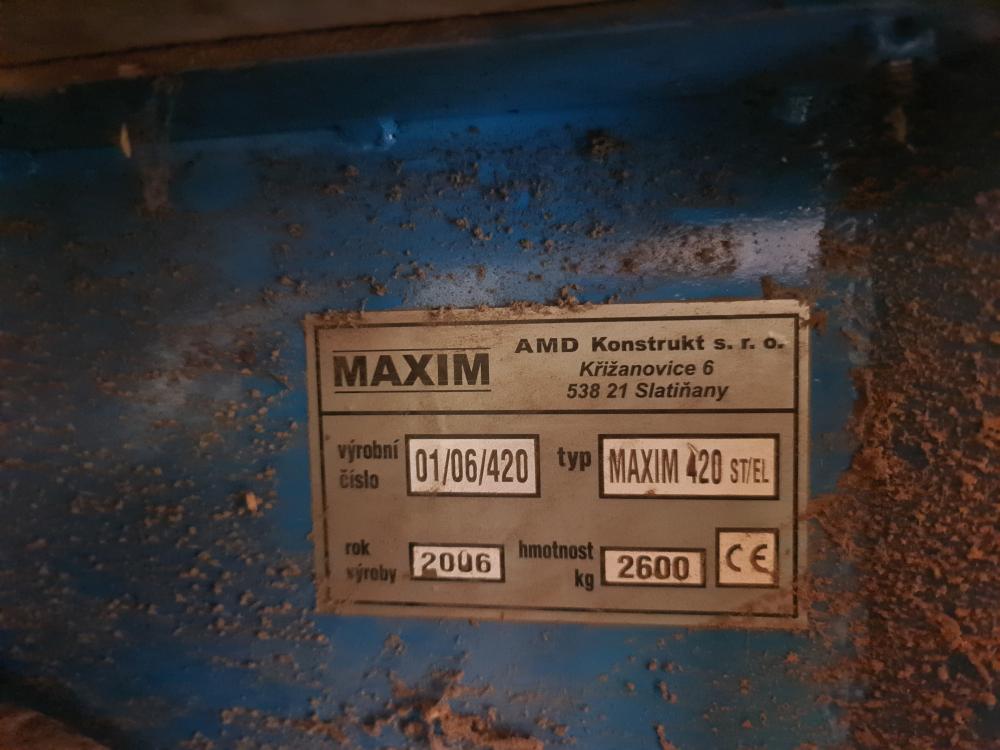 MAXIM
AMD Konstrukt s. r. o.
Křižanovice 6
538 21 Slatiňany
výrobní číslo 01/06/420
typ MAXIM 420 ST/EL
rok výroby 2006
hmotnost kg 2600
CE